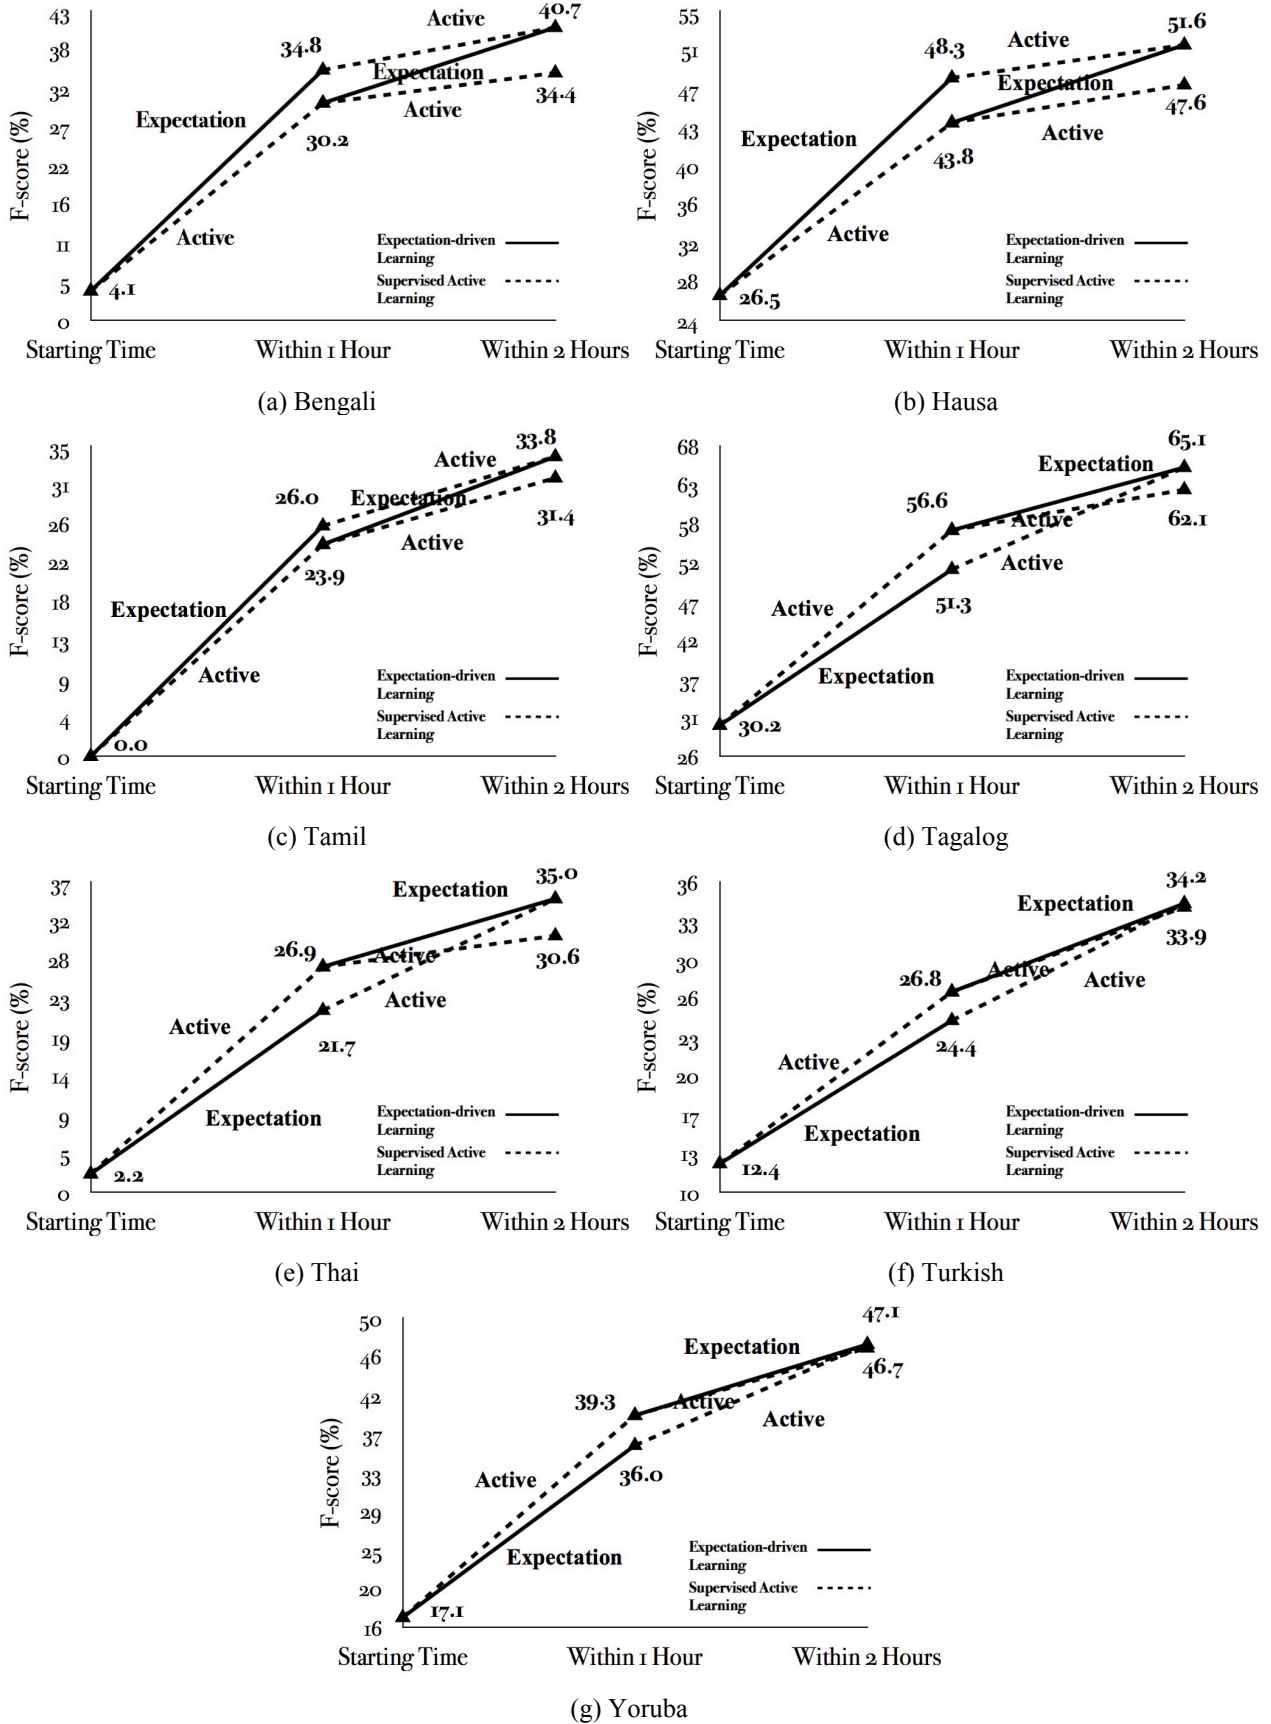 43
38
32
27
22
16
11
5
0
F-score (%)
34.8
Active
40.7
Expectation
Expectation
Active
34.4
30.2
Active
4.1
Expectation-driven
Learning
Supervised Active
Learning
Starting Time Within 1 Hour Within 2 Hours
(a) Bengali
55
51
47
43
40
36
32
28
24
F-score (%)
48.3
Active
51.6
Expectation
Expectation
Active
47.6
43.8
Active
26.5
Expectation-driven
Learning
Supervised Active
Learning
Starting Time Within 1 Hour Within 2 Hours
(b) Hausa
35
31
26
22
18
13
9
4
0
F-score (%)
26.0
Active
33.8
Expectation
Active
31.4
23.9
Expectation
Active
0.0
Expectation-driven
Learning
Supervised Active
Learning
Starting Time Within 1 Hour Within 2 Hours
(c) Tamil
68
63
58
52
47
42
37
31
26
F-score (%)
56.6
Expectation
65.1
Active
62.1
Active
51.3
Active
Expectation
30.2
Expectation-driven
Learning
Supervised Active
Learning
Starting Time Within 1 Hour Within 2 Hours
(d) Tagalog
37
32
28
23
19
14
9
5
0
F-score (%)
26.9
Expectation
35.0
Active
30.6
Active
21.7
Active
Expectation
2.2
Expectation-driven
Learning
Supervised Active
Learning
Starting Time Within 1 Hour Within 2 Hours
(e) Thai
36
33
30
26
23
20
17
13
10
F-score (%)
26.8
Expectation
34.2
Active
33.9
Active
24.4
Active
Expectation
12.4
Expectation-driven
Learning
Supervised Active
Learning
Starting Time Within 1 Hour Within 2 Hours
(f) Turkish
50
46
42
37
33
29
25
20
16
F-score (%)
39.3
Expectation
47.1
Active
46.7
Active
36.0
Active
Expectation
17.1
Expectation-driven
Learning
Supervised Active
Learning
Starting Time Within 1 Hour Within 2 Hours
(g) Yoruba